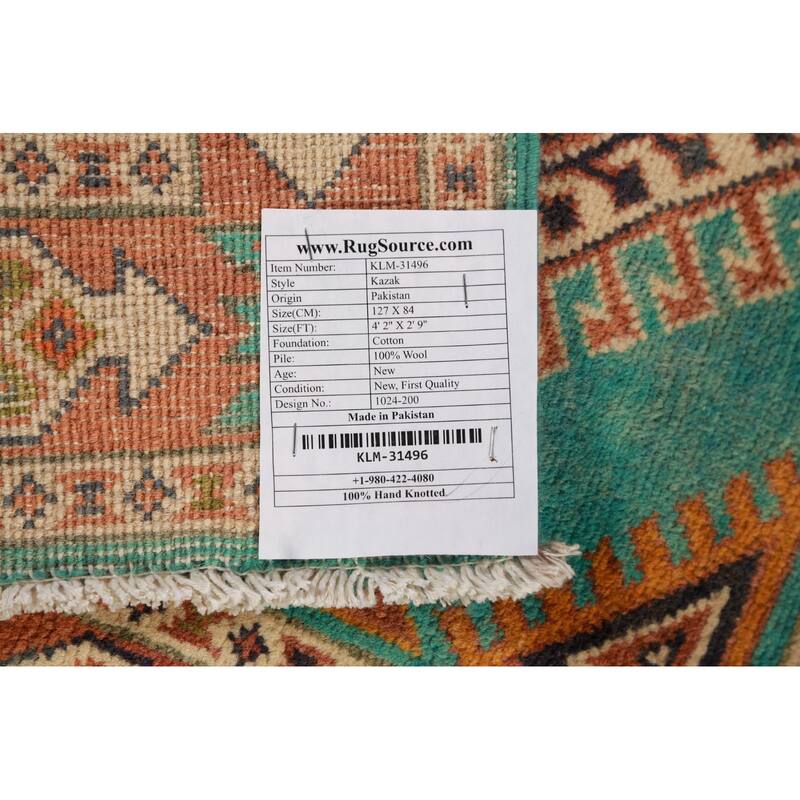 www.RugSource.com
Item Number: KLM-31496
Style Kazak
Origin Pakistan
Size(CM): 127 X 84
Size(FT): 4' 2" X 2' 9"
Foundation: Cotton
Pile: 100% Wool
Age: New
Condition: New, First Quality
Design No.: 1024-200
Made in Pakistan
KLM-31496
+1-980-422-4080
100% Hand Knotted